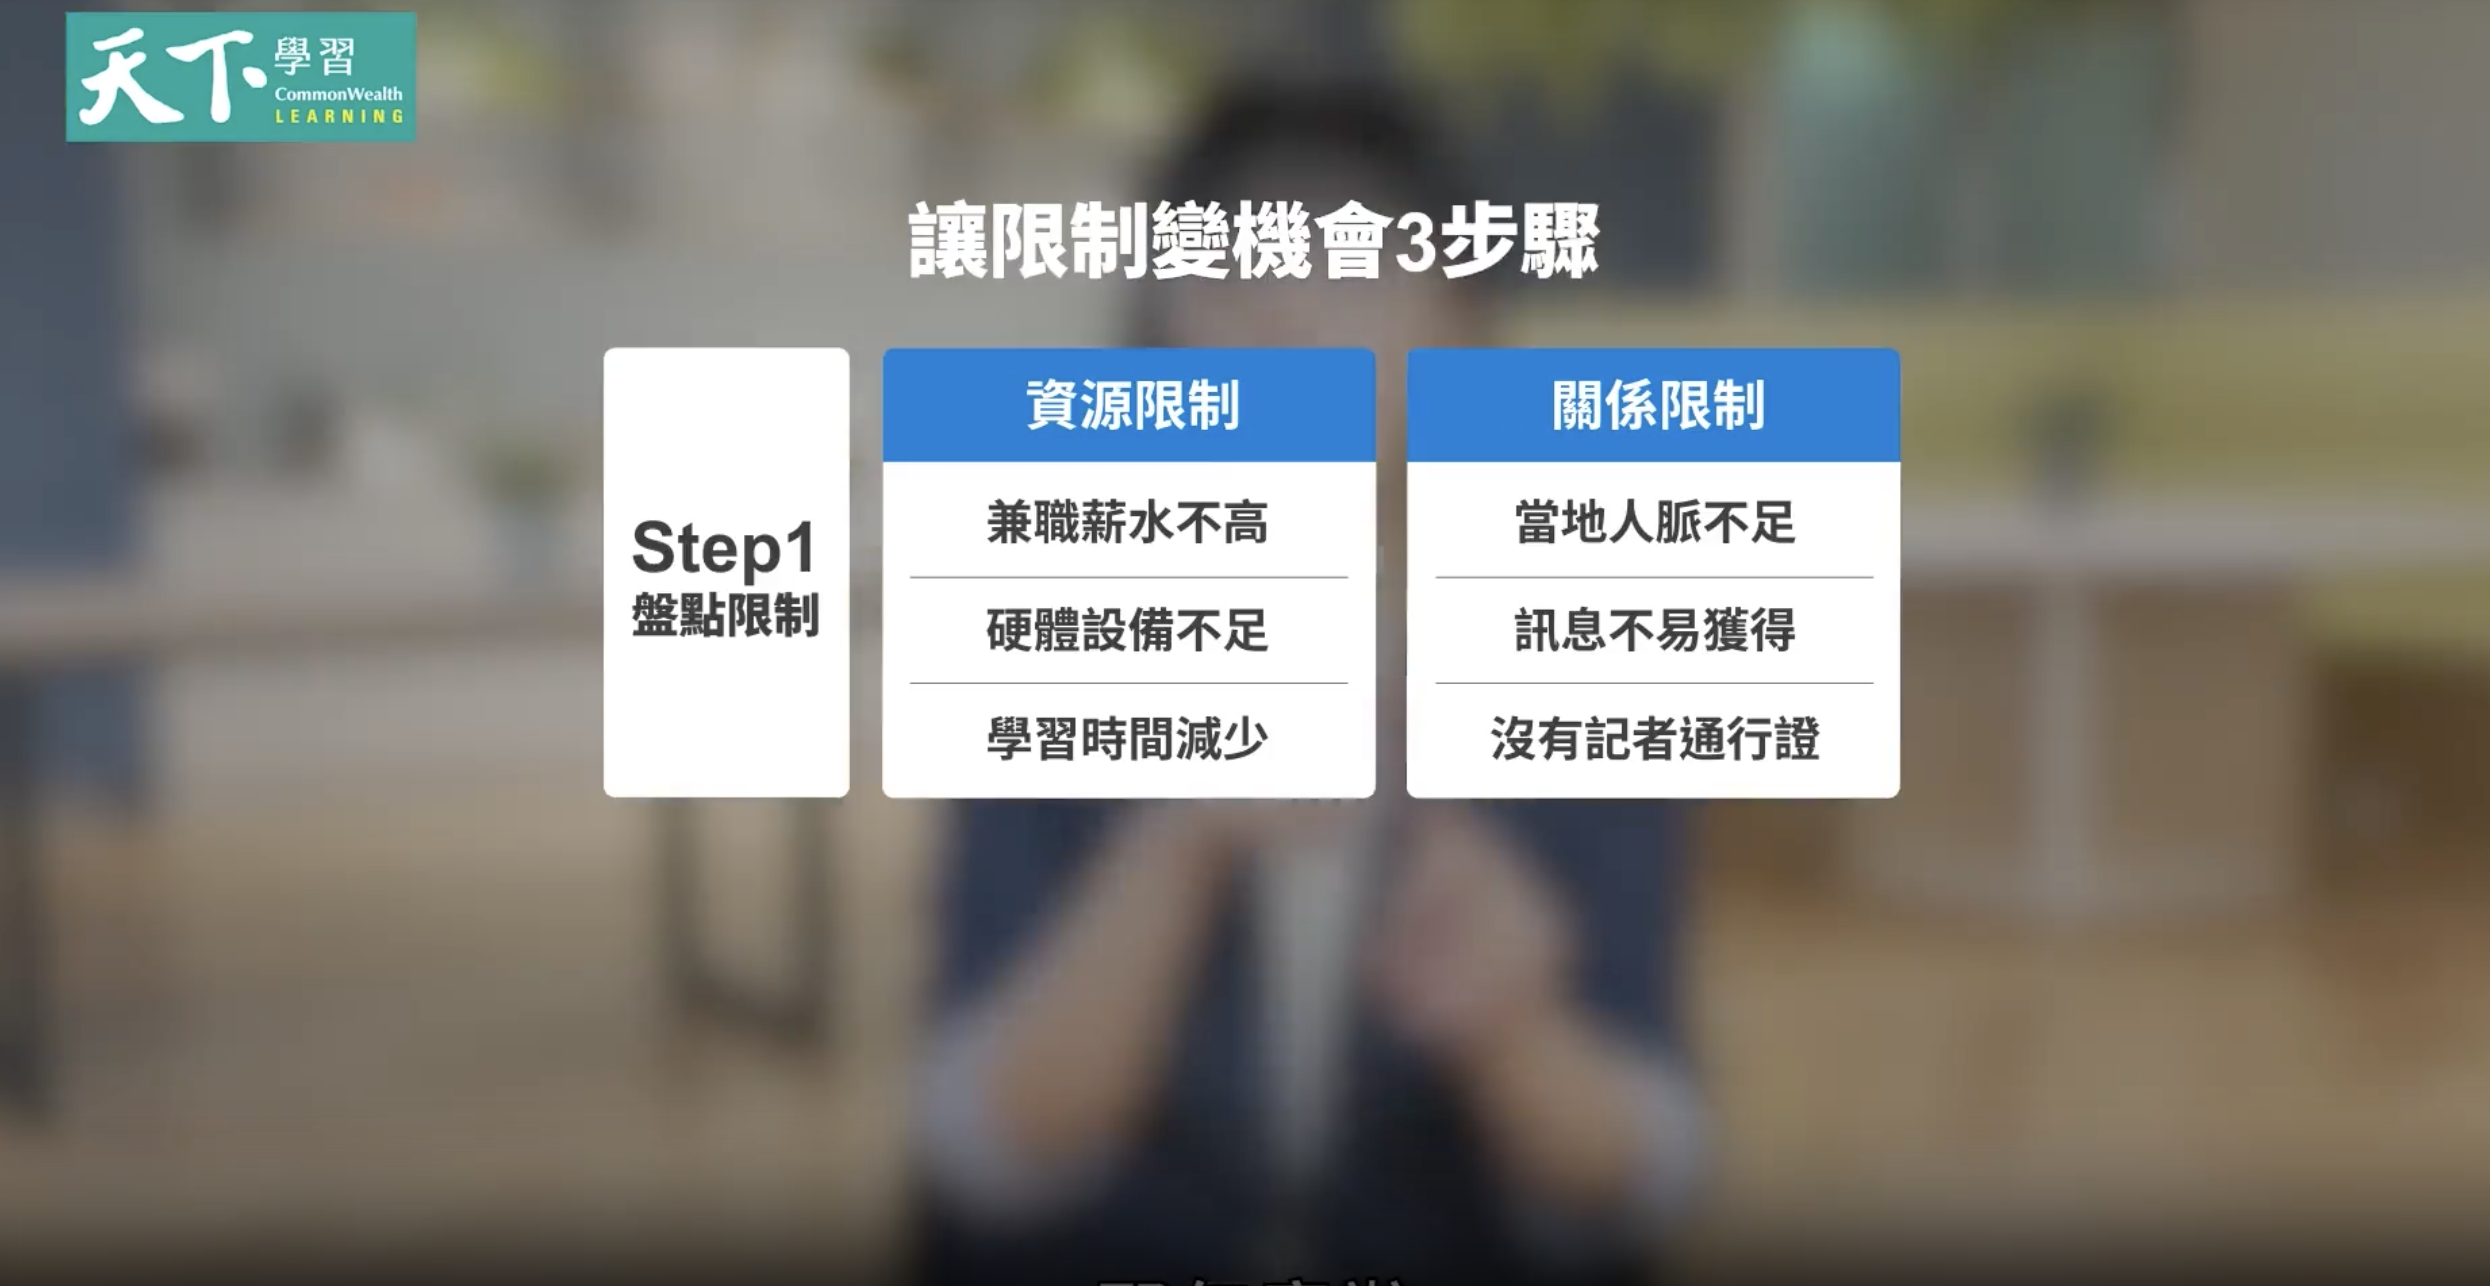 天下學習
CommonWealth
LEARNING
讓限制變機會3步驟
Step1
盤點限制
資源限制
兼職薪水不高
硬體設備不足
學習時間減少
關係限制
當地人脈不足
訊息不易獲得
沒有記者通行證